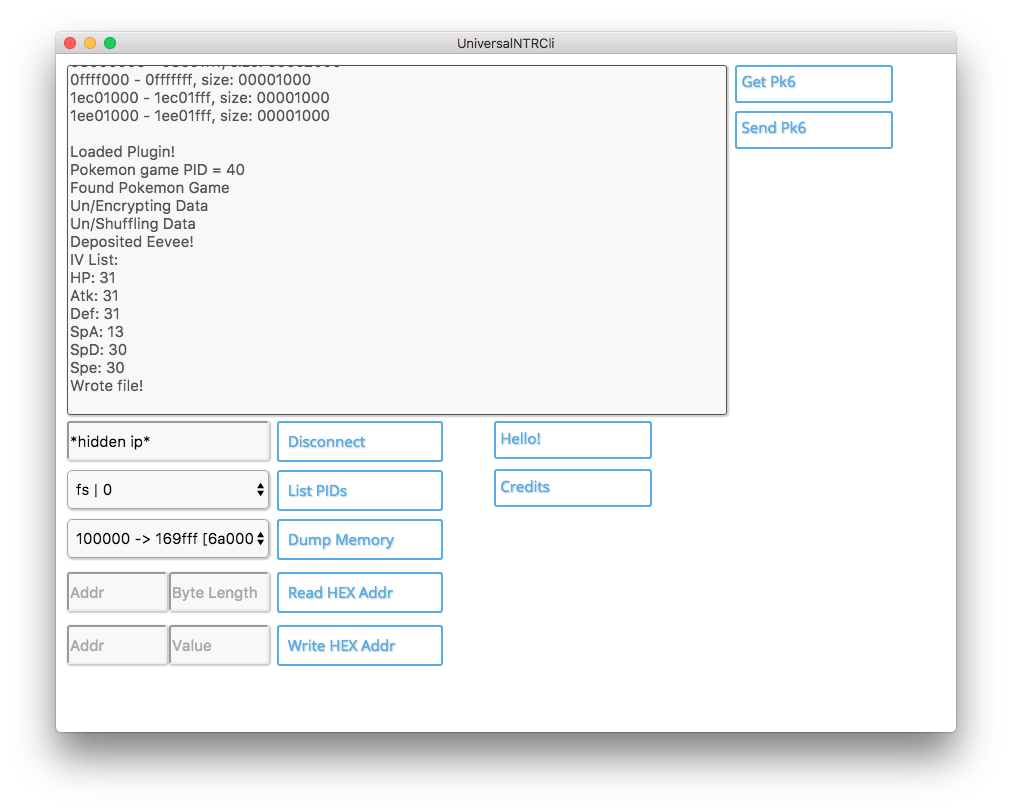 UniversalNTRCli
0ffff000 - 0fffffff, size: 00001000
1ec01000 - 1ec01fff, size: 00001000
1ee01000 - 1ee01fff, size: 00001000
Loaded Plugin!
Pokemon game PID = 40
Found Pokemon Game
Un/Encrypting Data
Un/Shuffling Data
Deposited Eevee!
IV List:
HP: 31
Atk: 31
Def: 31
SpA: 13
SpD: 30
Spe: 30
Wrote file!
Get Pk6
Send Pk6
*hidden ip*
Disconnect
Hello!
fs | 0
List PIDs
Credits
100000 -> 169fff [6a000
Dump Memory
Addr
Byte Length
Read HEX Addr
Addr
Value
Write HEX Addr